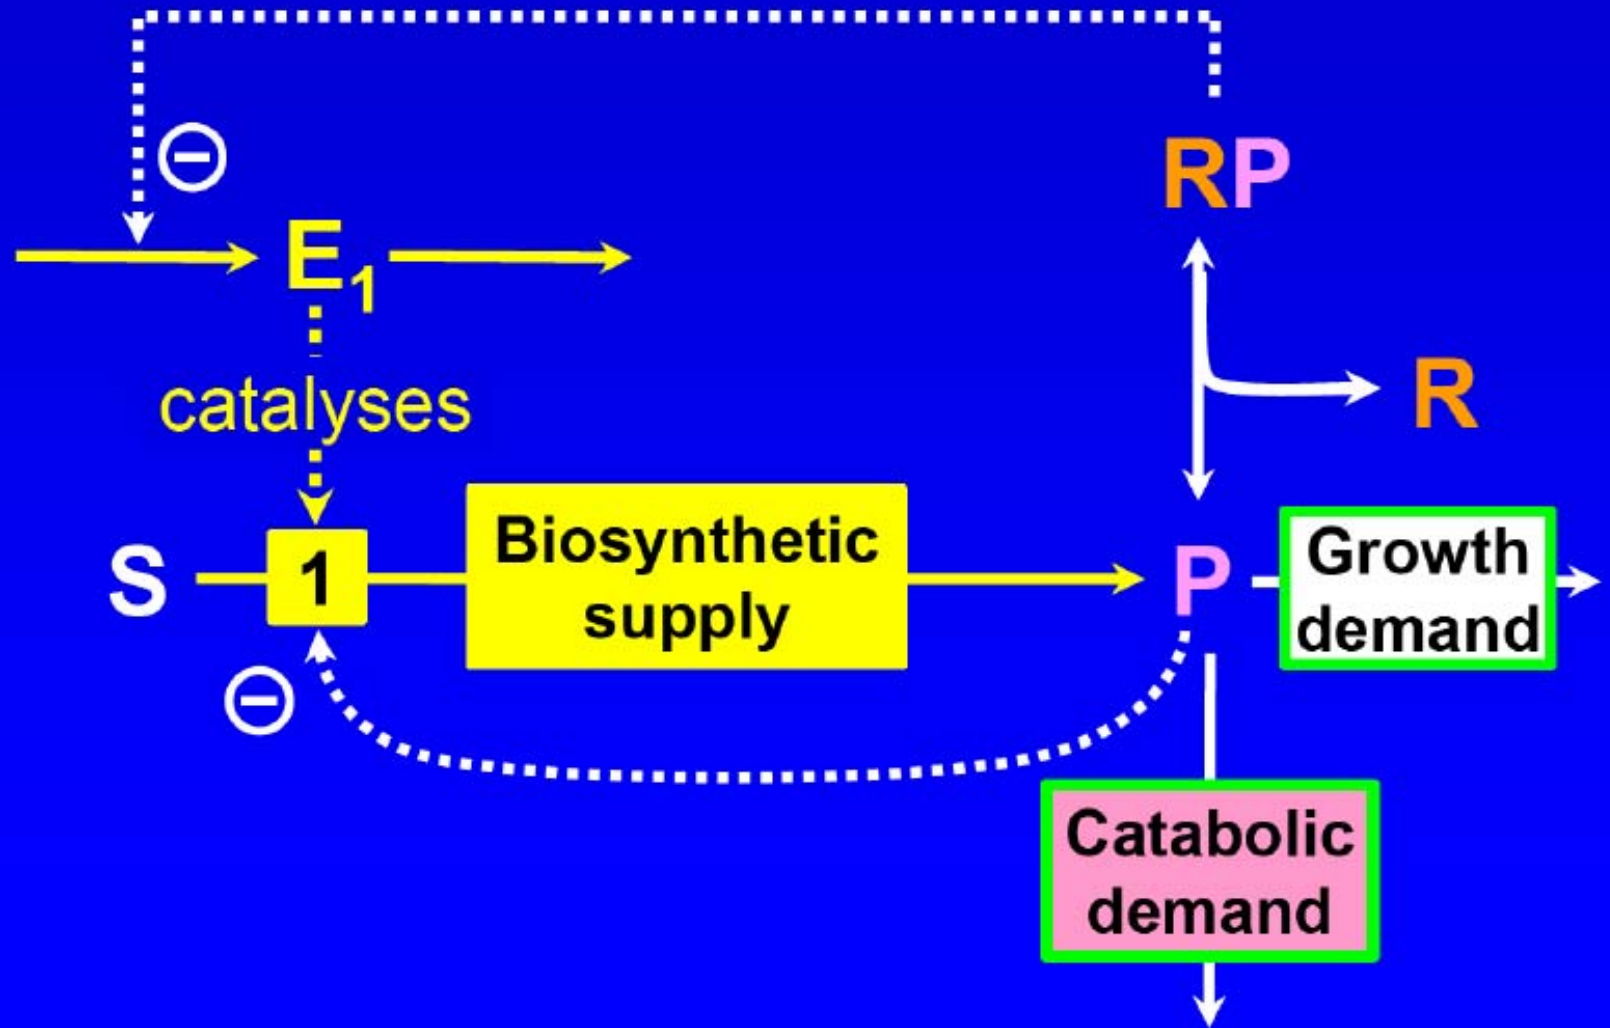 RP
E₁
catalyses
R
S
1
Biosynthetic
supply
P
Growth
demand
Catabolic
demand